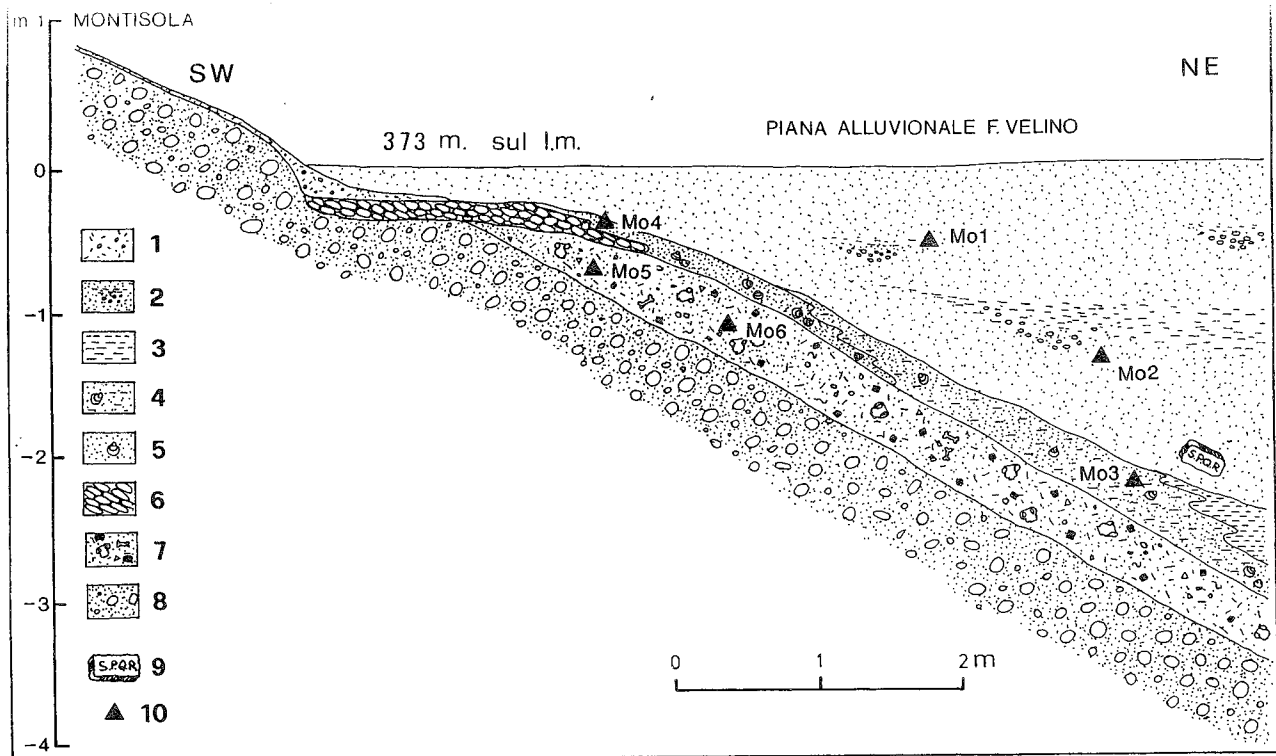 m 1 MONTISOLA
SW
NE
373 m. sul l.m.
PIANA ALLUVIONALE F. VELINO
0
Mo4
Mo1
1
Mo5
2
-1
Mo6
3
Mo2
4
5
-2
S.P.Q.R
Mo3
6
7
8
-3
0 1 2 m
S.P.Q.R 9
10
-4